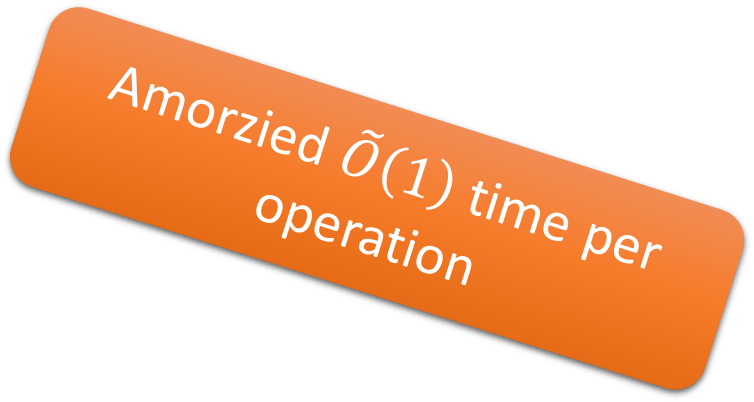 Amorzied Õ(1) time per
operation